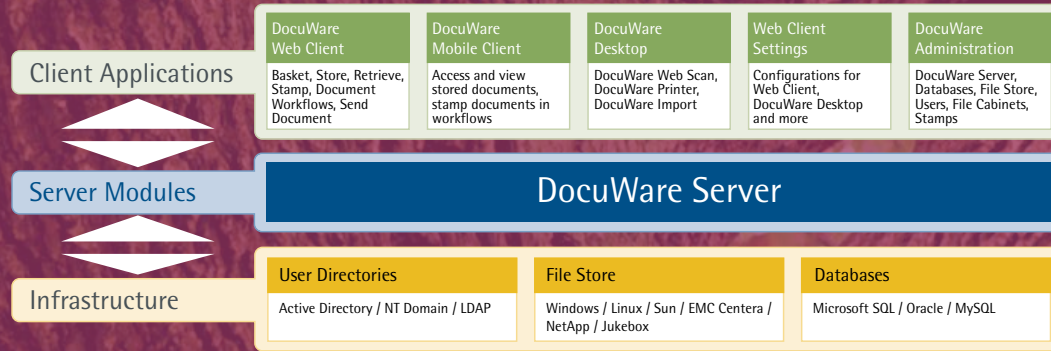 Client Applications
DocuWare
Web Client
Basket, Store, Retrieve,
Stamp, Document
Workflows, Send
Document
DocuWare
Mobile Client
Access and view
stored documents,
stamp documents in
workflows
DocuWare
Desktop
DocuWare Web Scan,
DocuWare Printer,
DocuWare Import
Web Client
Settings
Configurations for
Web Client,
DocuWare Desktop
and more
DocuWare
Administration
DocuWare Server,
Databases, File Store,
Users, File Cabinets,
Stamps
Server Modules
DocuWare Server
Infrastructure
User Directories
Active Directory / NT Domain / LDAP
File Store
Windows / Linux / Sun / EMC Centera /
NetApp / Jukebox
Databases
Microsoft SQL / Oracle / MySQL